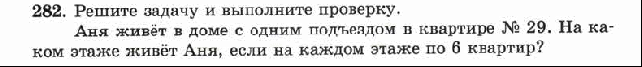 282. Решите задачу и выполните проверку.
Аня живёт в доме с одним подъездом в квартире № 29. На ка-
ком этаже живёт Аня, если на каждом этаже по 6 квартир?